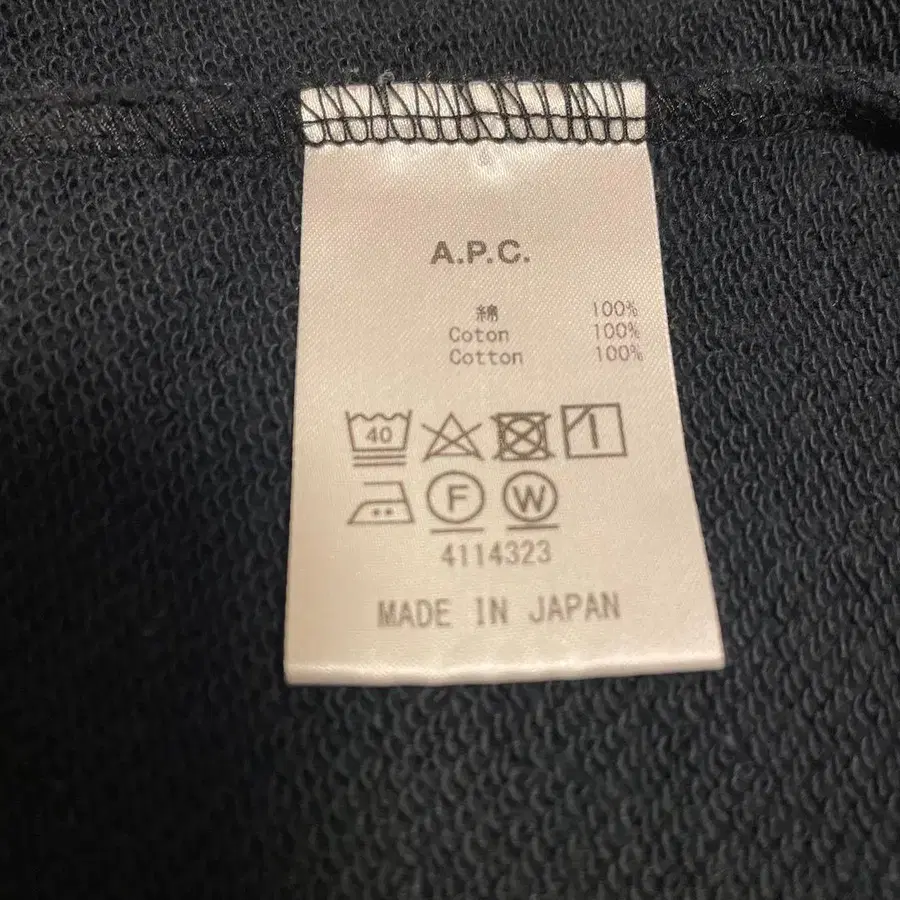 A.P.C.
綿 100%
Coton 100%
Cotton 100%
40
F W
4114323
MADE IN JAPAN